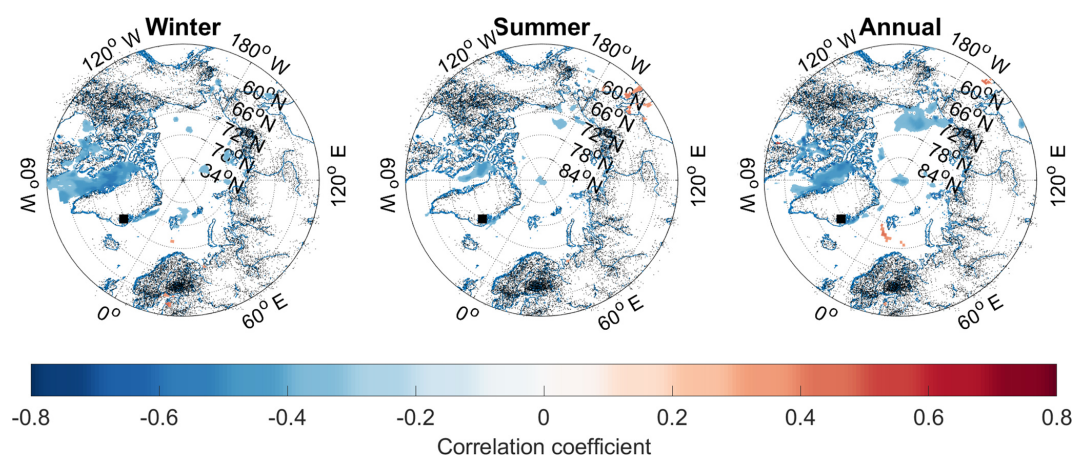 Winter
Summer
Annual
120° W
180° W
60° N
66° N
72° N
78° N
84° N
60° W
120° E
0°
60° E
120° W
180° W
60° N
66° N
72° N
78° N
84° N
60° W
120° E
0°
60° E
120° W
180° W
60° N
66° N
72° N
78° N
84° N
60° W
120° E
0°
60° E
-0.8 -0.6 -0.4 -0.2 0 0.2 0.4 0.6 0.8
Correlation coefficient